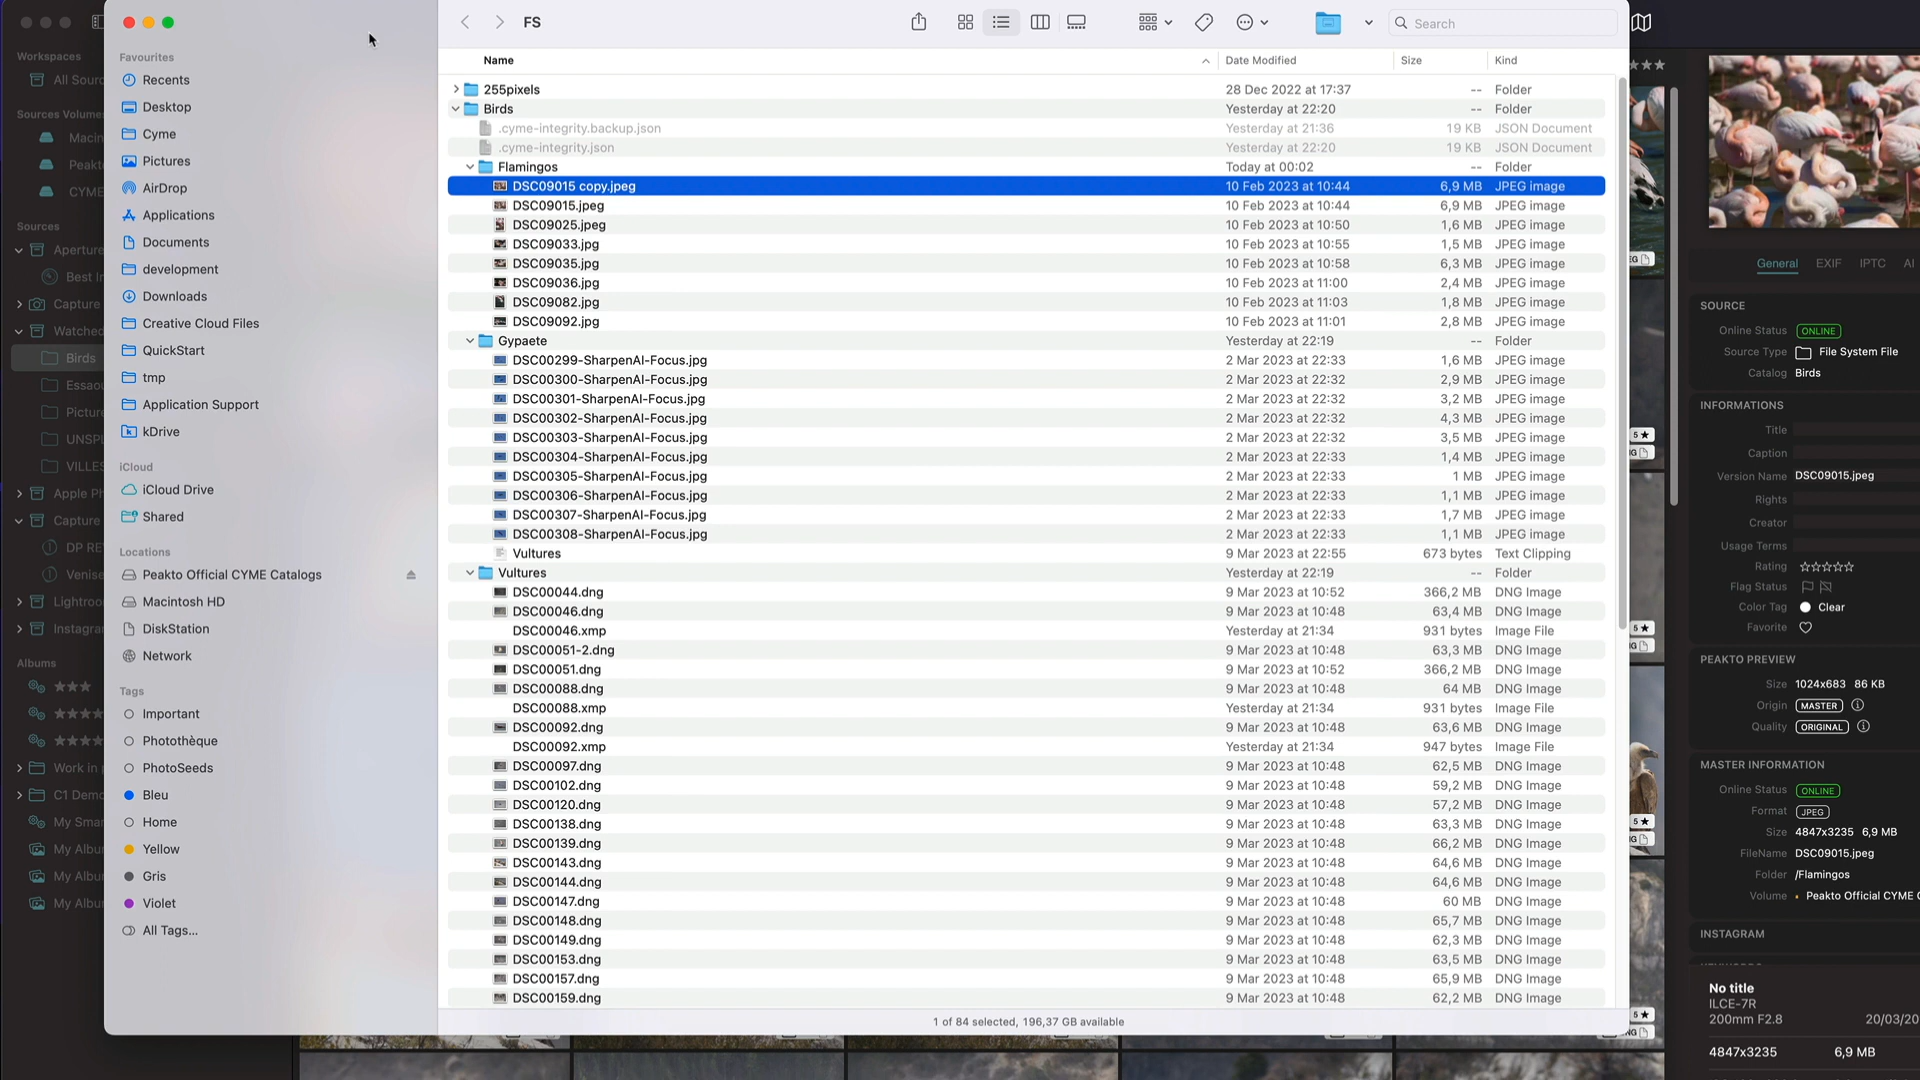 FS
Search
Name
Date Modified
Size
Kind
Favourites
Recents
Desktop
Cyme
Pictures
AirDrop
Applications
Documents
development
Downloads
Creative Cloud Files
QuickStart
tmp
Application Support
kDrive
iCloud
iCloud Drive
Shared
Locations
Peakto Official CYME Catalogs
Macintosh HD
DiskStation
Network
Tags
Important
Photothèque
PhotoSeeds
Bleu
Home
Yellow
Gris
Violet
All Tags...
255pixels 28 Dec 2022 at 17:37 -- Folder
Birds Yesterday at 22:20 -- Folder
.cyme-integrity.backup.json Yesterday at 21:36 19 KB JSON Document
.cyme-integrity.json Yesterday at 22:20 19 KB JSON Document
Flamingos Today at 00:02 -- Folder
DSC09015 copy.jpeg 10 Feb 2023 at 10:44 6,9 MB JPEG image
DSC09015.jpeg 10 Feb 2023 at 10:44 6,9 MB JPEG image
DSC09025.jpeg 10 Feb 2023 at 10:50 1,6 MB JPEG image
DSC09033.jpg 10 Feb 2023 at 10:55 1,5 MB JPEG image
DSC09035.jpg 10 Feb 2023 at 10:58 6,3 MB JPEG image
DSC09036.jpg 10 Feb 2023 at 11:00 2,4 MB JPEG image
DSC09082.jpg 10 Feb 2023 at 11:03 1,8 MB JPEG image
DSC09092.jpg 10 Feb 2023 at 11:01 2,8 MB JPEG image
Gypaete Yesterday at 22:19 -- Folder
DSC00299-SharpenAI-Focus.jpg 2 Mar 2023 at 22:33 1,6 MB JPEG image
DSC00300-SharpenAI-Focus.jpg 2 Mar 2023 at 22:32 2,9 MB JPEG image
DSC00301-SharpenAI-Focus.jpg 2 Mar 2023 at 22:32 3,2 MB JPEG image
DSC00302-SharpenAI-Focus.jpg 2 Mar 2023 at 22:32 4,3 MB JPEG image
DSC00303-SharpenAI-Focus.jpg 2 Mar 2023 at 22:32 3,5 MB JPEG image
DSC00304-SharpenAI-Focus.jpg 2 Mar 2023 at 22:33 1,4 MB JPEG image
DSC00305-SharpenAI-Focus.jpg 2 Mar 2023 at 22:33 1 MB JPEG image
DSC00306-SharpenAI-Focus.jpg 2 Mar 2023 at 22:33 1,1 MB JPEG image
DSC00307-SharpenAI-Focus.jpg 2 Mar 2023 at 22:33 1,7 MB JPEG image
DSC00308-SharpenAI-Focus.jpg 2 Mar 2023 at 22:33 1,1 MB JPEG image
Vultures 9 Mar 2023 at 22:55 673 bytes Text Clipping
Vultures Yesterday at 22:19 -- Folder
DSC00044.dng 9 Mar 2023 at 10:52 366,2 MB DNG Image
DSC00046.dng 9 Mar 2023 at 10:48 63,4 MB DNG Image
DSC00046.xmp Yesterday at 21:34 931 bytes Image File
DSC00051-2.dng 9 Mar 2023 at 10:48 63,3 MB DNG Image
DSC00051.dng 9 Mar 2023 at 10:52 366,2 MB DNG Image
DSC00088.dng 9 Mar 2023 at 10:48 64 MB DNG Image
DSC00088.xmp Yesterday at 21:34 931 bytes Image File
DSC00092.dng 9 Mar 2023 at 10:48 63,6 MB DNG Image
DSC00092.xmp Yesterday at 21:34 947 bytes Image File
DSC00097.dng 9 Mar 2023 at 10:48 62,5 MB DNG Image
DSC00102.dng 9 Mar 2023 at 10:48 59,2 MB DNG Image
DSC00120.dng 9 Mar 2023 at 10:48 57,2 MB DNG Image
DSC00138.dng 9 Mar 2023 at 10:48 63,3 MB DNG Image
DSC00139.dng 9 Mar 2023 at 10:48 66,2 MB DNG Image
DSC00143.dng 9 Mar 2023 at 10:48 64,6 MB DNG Image
DSC00144.dng 9 Mar 2023 at 10:48 64,6 MB DNG Image
DSC00147.dng 9 Mar 2023 at 10:48 60 MB DNG Image
DSC00148.dng 9 Mar 2023 at 10:48 65,7 MB DNG Image
DSC00149.dng 9 Mar 2023 at 10:48 62,3 MB DNG Image
DSC00153.dng 9 Mar 2023 at 10:48 63,5 MB DNG Image
DSC00157.dng 9 Mar 2023 at 10:48 65,9 MB DNG Image
DSC00159.dng 9 Mar 2023 at 10:48 62,2 MB DNG Image
1 of 84 selected, 196,37 GB available
Workspaces
All Sourc
Sources Volume
Macin
Peakt
CYME
Sources
Aperture
Best I
Capture
Watched
Birds
Essaou
Picture
UNSPL
VILLES
Apple Ph
Capture
DP RE
Venise
Lightroo
Instagra
Albums
Work in
C1 Demo
My Smar
My Albu
My Albu
My Albu
General EXIF IPTC AI
SOURCE
Online Status ONLINE
Source Type File System File
Catalog Birds
INFORMATIONS
Title
Caption
Version Name DSC09015.jpeg
Rights
Creator
Usage Terms
Rating
Flag Status
Color Tag Clear
Favorite
PEAKTO PREVIEW
Size 1024x683 86 KB
Origin MASTER
Quality ORIGINAL
MASTER INFORMATION
Online Status ONLINE
Format JPEG
Size 4847x3235 6,9 MB
FileName DSC09015.jpeg
Folder /Flamingos
Volume Peakto Official CYME C
INSTAGRAM
No title
ILCE-7R
200mm F2.8 20/03/20
4847x3235 6,9 MB